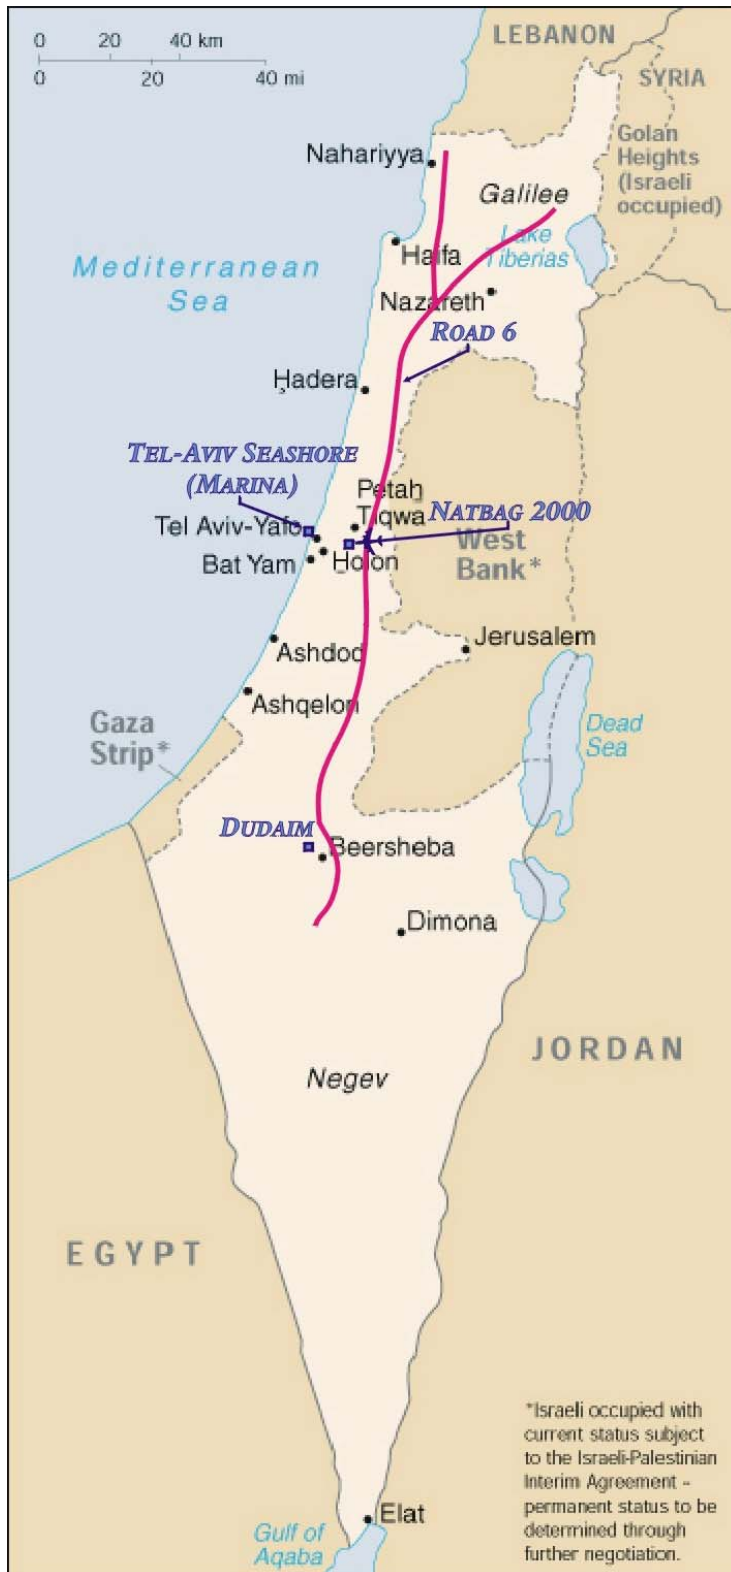 LEBANON
0 20 40 km
0 20 40 mi
SYRIA
Golan
Heights
(Israeli
occupied)
Nahariyya
Galilee
Haifa
Lake
Tiberias
Mediterranean
Sea
Nazareth
ROAD 6
Ḥadera
TEL-AVIV SEASHORE
(MARINA)
Petaḥ
Tiqwa
NATBAG 2000
Tel Aviv-Yafo
West
Bank*
Bat Yam
Ḥolon
Jerusalem
Ashdod
Ashqelon
Gaza
Strip*
Dead
Sea
DUDAIM
Beersheba
Dimona
JORDAN
Negev
EGYPT
*Israeli occupied with
current status subject
to the Israeli-Palestinian
Interim Agreement –
permanent status to be
determined through
further negotiation.
Elat
Gulf of
Aqaba